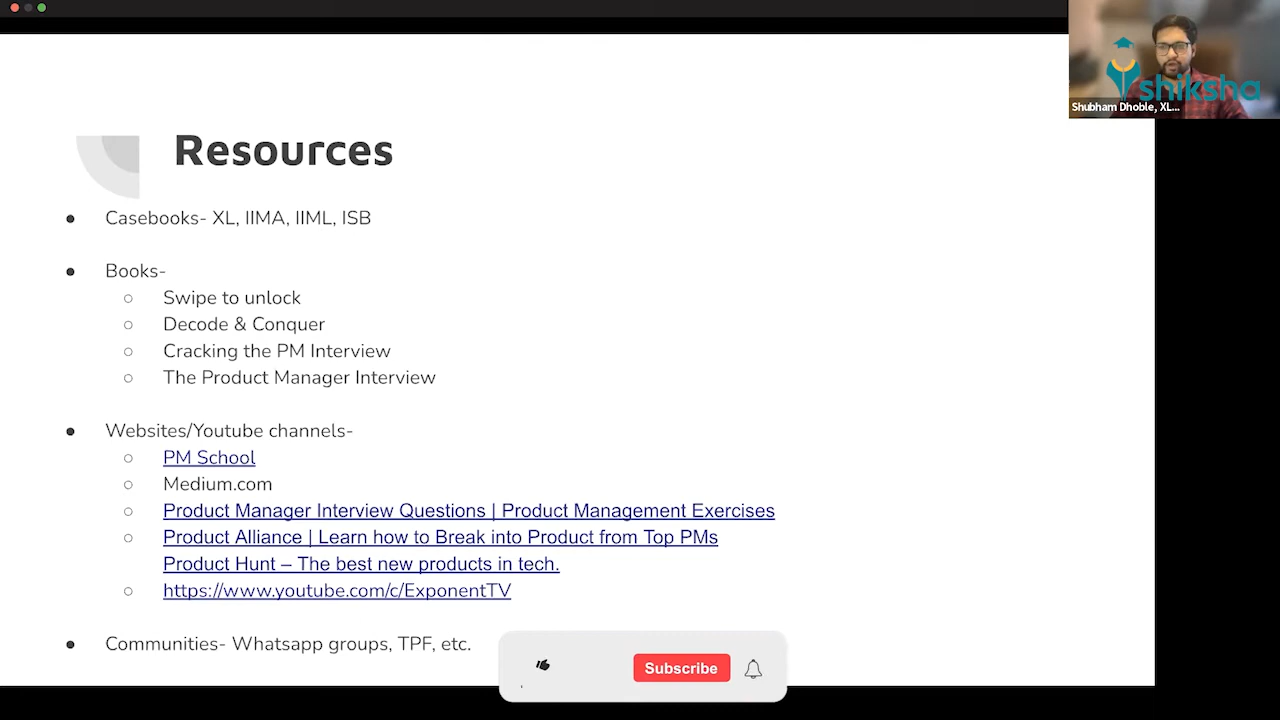 shiksha
Shubham Dhoble, XL...
Resources
● Casebooks- XL, IIMA, IIML, ISB
● Books-
○ Swipe to unlock
○ Decode & Conquer
○ Cracking the PM Interview
○ The Product Manager Interview
● Websites/Youtube channels-
○ PM School
○ Medium.com
○ Product Manager Interview Questions | Product Management Exercises
○ Product Alliance | Learn how to Break into Product from Top PMs
Product Hunt – The best new products in tech.
○ https://www.youtube.com/c/ExponentTV
● Communities- Whatsapp groups, TPF, etc.
Subscribe